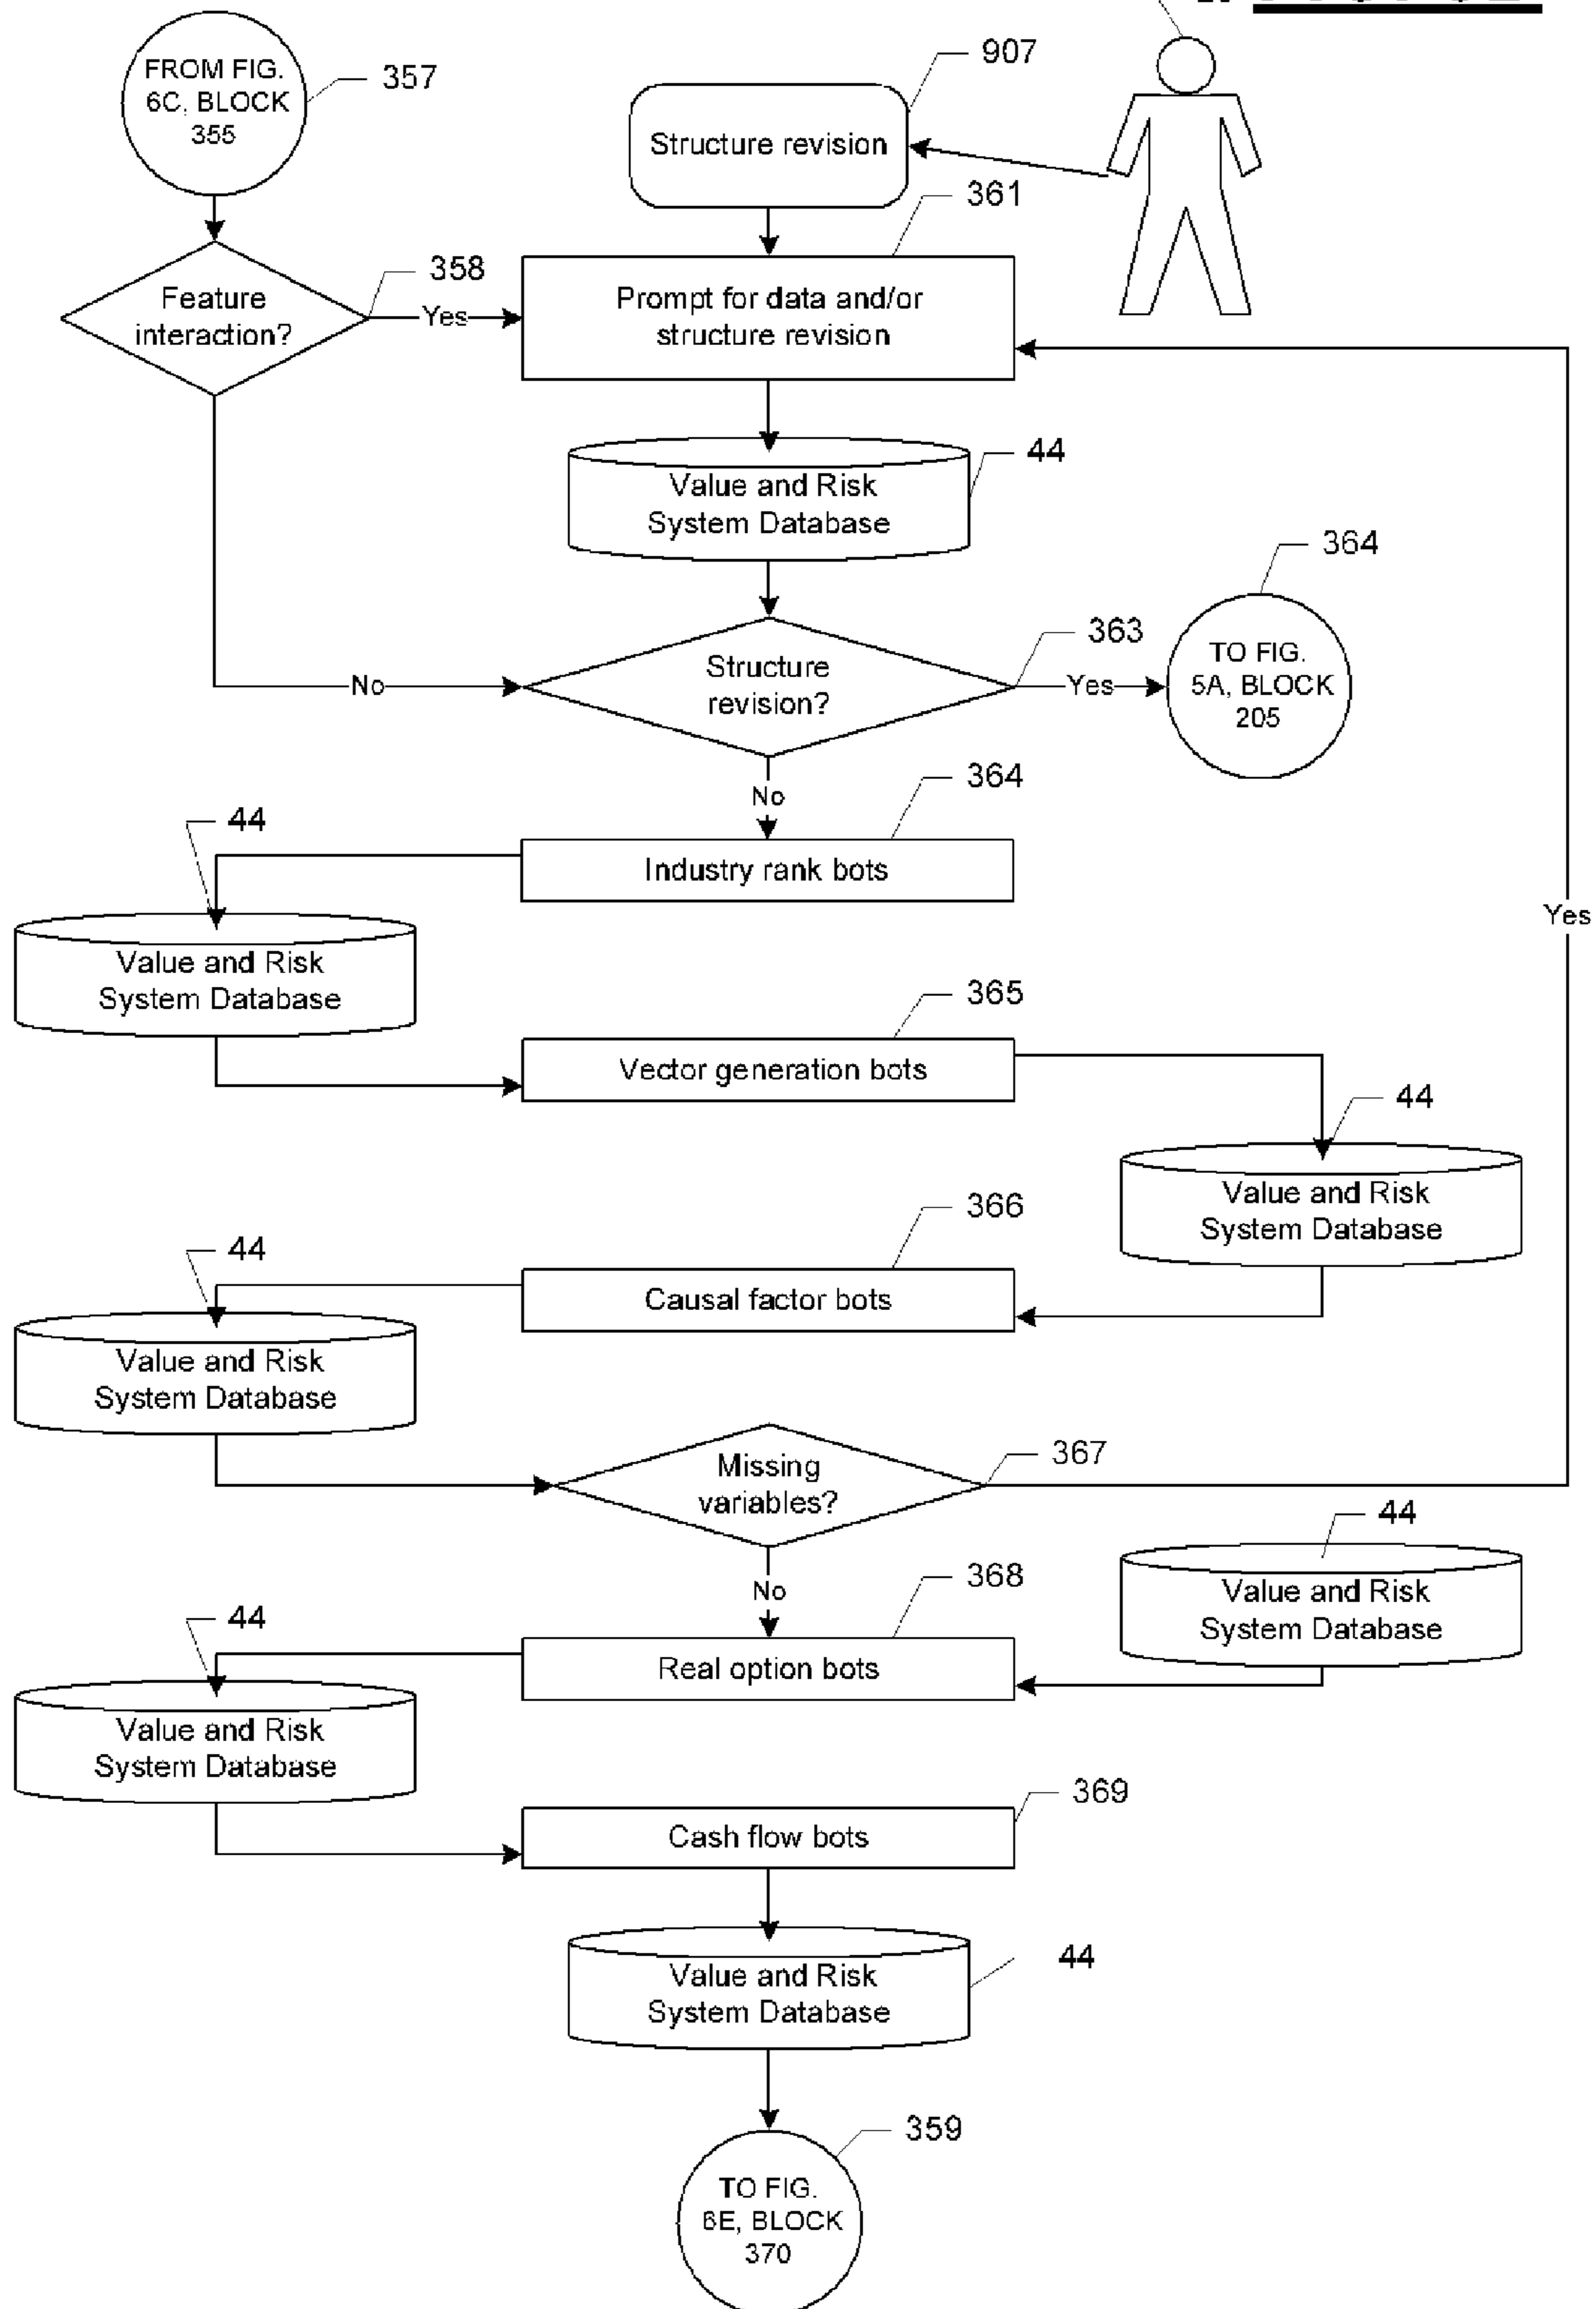 FROM FIG.
6C, BLOCK
355
357
907
Structure revision
361
358
Feature
interaction?
Yes
Prompt for data and/or
structure revision
44
Value and Risk
System Database
364
363
Structure
revision?
No
Yes
TO FIG.
5A, BLOCK
205
No
364
44
Industry rank bots
Yes
Value and Risk
System Database
365
Vector generation bots
44
Value and Risk
System Database
366
44
Causal factor bots
Value and Risk
System Database
367
Missing
variables?
44
No
368
Value and Risk
System Database
44
Real option bots
Value and Risk
System Database
369
Cash flow bots
44
Value and Risk
System Database
359
TO FIG.
6E, BLOCK
370